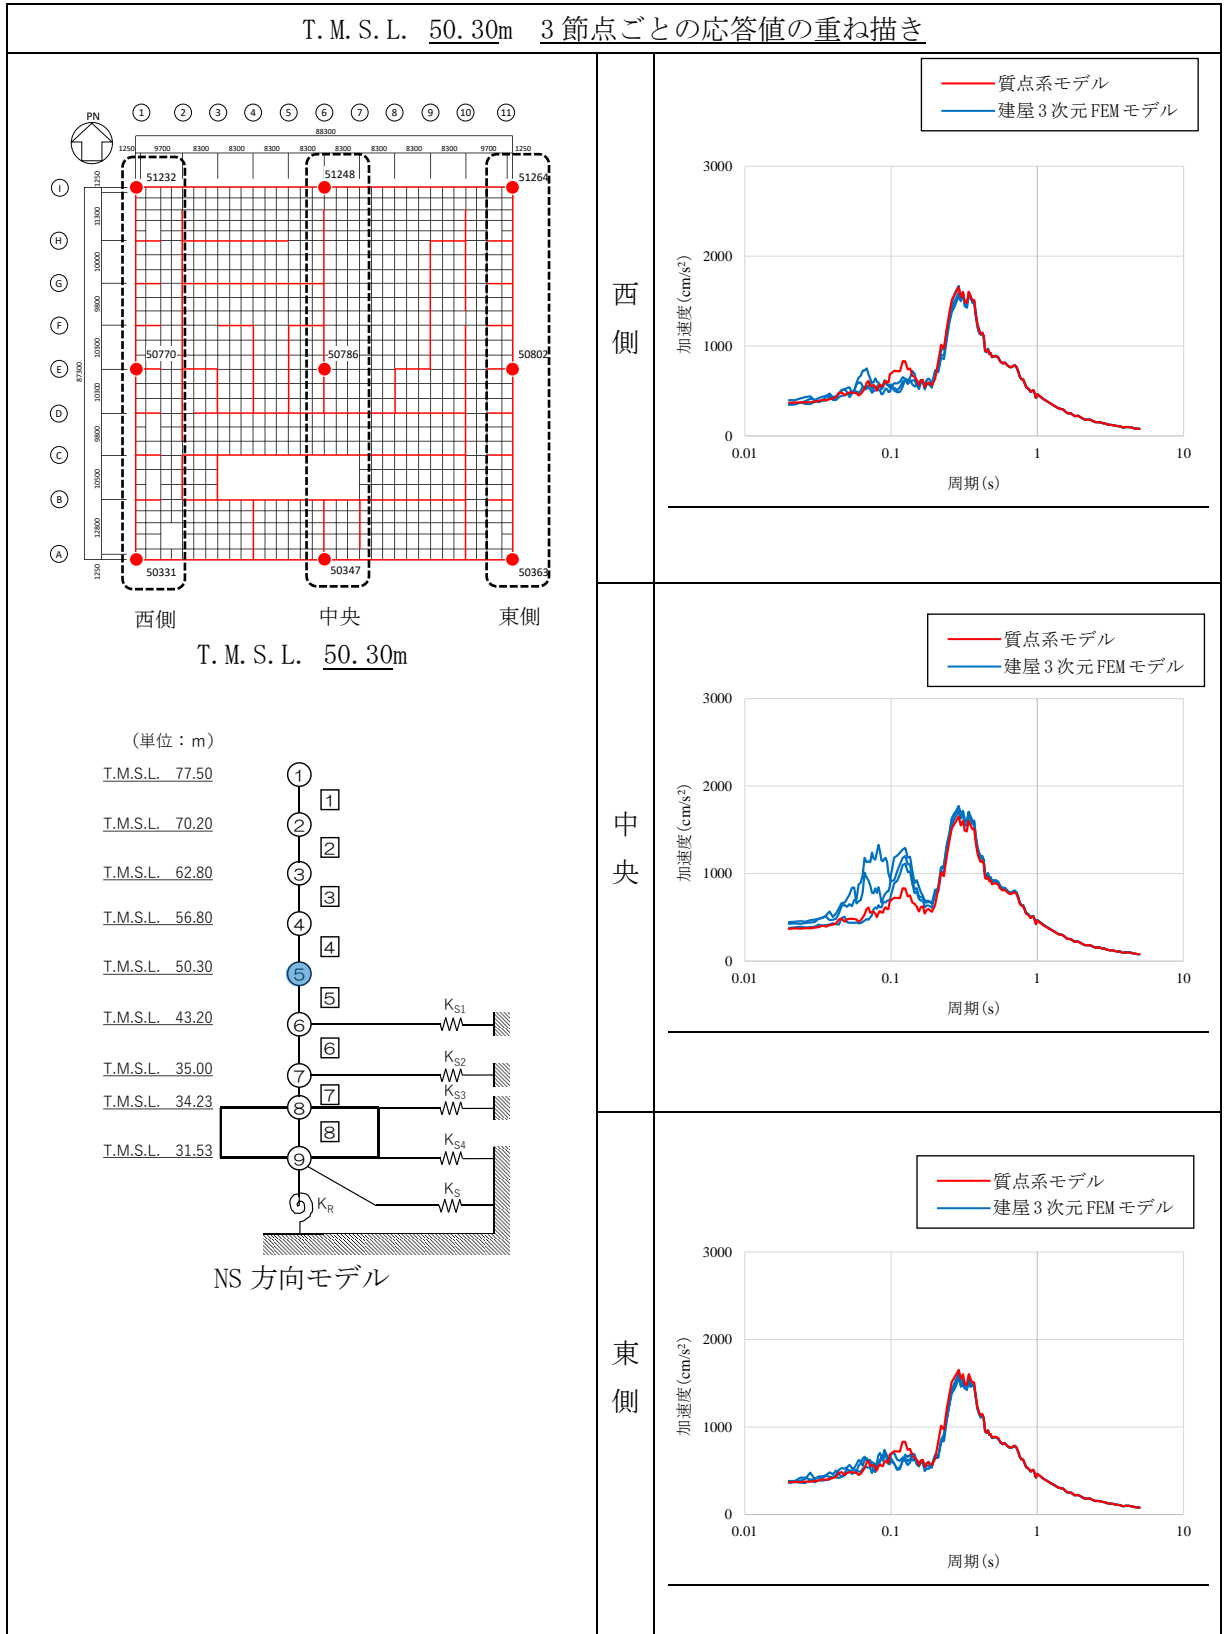 T.M.S.L. 50.30m 3節点ごとの応答値の重ね描き
PN
1 2 3 4 5 6 7 8 9 10 11
88300
1250 9700 8300 8300 8300 8300 8300 8300 8300 8300 9700 1250
I
H
G
F
E
D
C
B
A
1250
11300
10000
9800
10300
87300
10300
9800
10500
12800
1250
51232 51248 51264
50770 50786 50802
50331 50347 50363
西側 中央 東側
T.M.S.L. 50.30m
(単位:m)
T.M.S.L. 77.50
T.M.S.L. 70.20
T.M.S.L. 62.80
T.M.S.L. 56.80
T.M.S.L. 50.30
T.M.S.L. 43.20
T.M.S.L. 35.00
T.M.S.L. 34.23
T.M.S.L. 31.53
① ② ③ ④ ⑤ ⑥ ⑦ ⑧ ⑨
1 2 3 4 5 6 7 8
KS1
KS2
KS3
KS4
KS
KR
NS方向モデル
西側
質点系モデル
建屋3次元FEMモデル
3000
2000
1000
0
加速度(cm/s²)
0.01 0.1 1 10
周期(s)
中央
質点系モデル
建屋3次元FEMモデル
3000
2000
1000
0
加速度(cm/s²)
0.01 0.1 1 10
周期(s)
東側
質点系モデル
建屋3次元FEMモデル
3000
2000
1000
0
加速度(cm/s²)
0.01 0.1 1 10
周期(s)